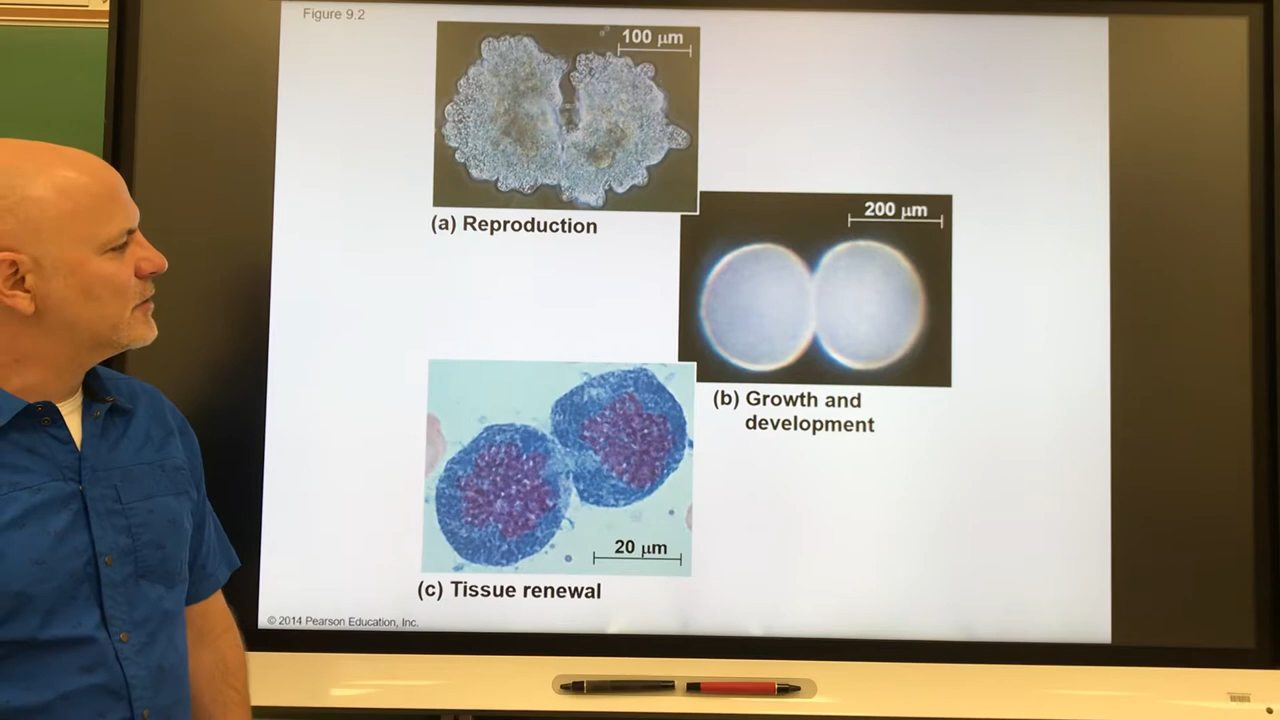 Figure 9.2
100 μm
(a) Reproduction
200 μm
(b) Growth and
development
20 μm
(c) Tissue renewal
© 2014 Pearson Education, Inc.